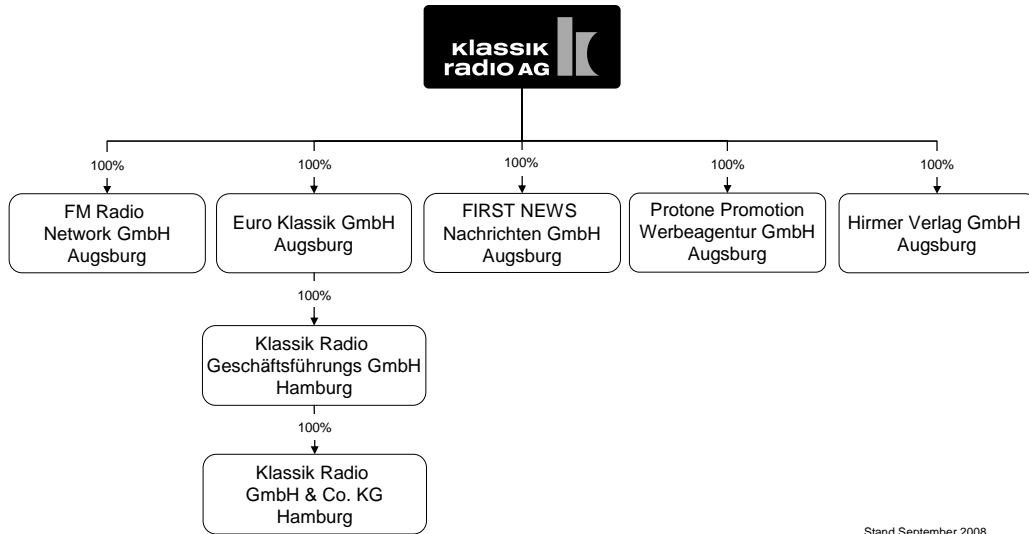 Klassik
radio AG
100%
100%
100%
100%
100%
FM Radio
Network GmbH
Augsburg
Euro Klassik GmbH
Augsburg
FIRST NEWS
Nachrichten GmbH
Augsburg
Protone Promotion
Werbeagentur GmbH
Augsburg
Hirmer Verlag GmbH
Augsburg
100%
Klassik Radio
Geschäftsführungs GmbH
Hamburg
100%
Klassik Radio
GmbH & Co. KG
Hamburg
Stand September 2008